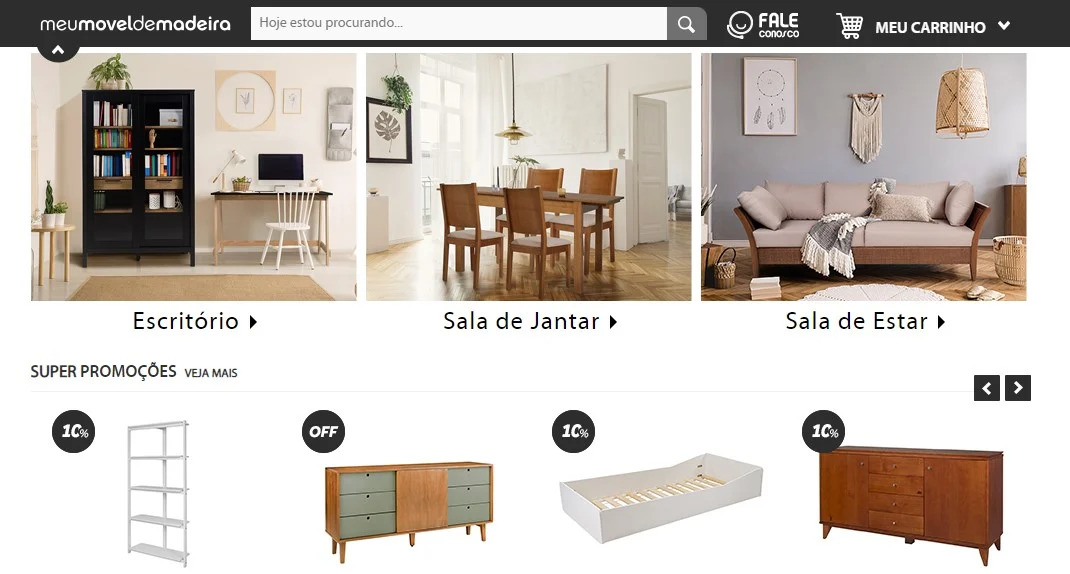 meumoveldemadeira
Hoje estou procurando...
FALE
CONOSCO
MEU CARRINHO
Escritório
Sala de Jantar
Sala de Estar
SUPER PROMOÇÕES VEJA MAIS
10%
OFF
10%
10%